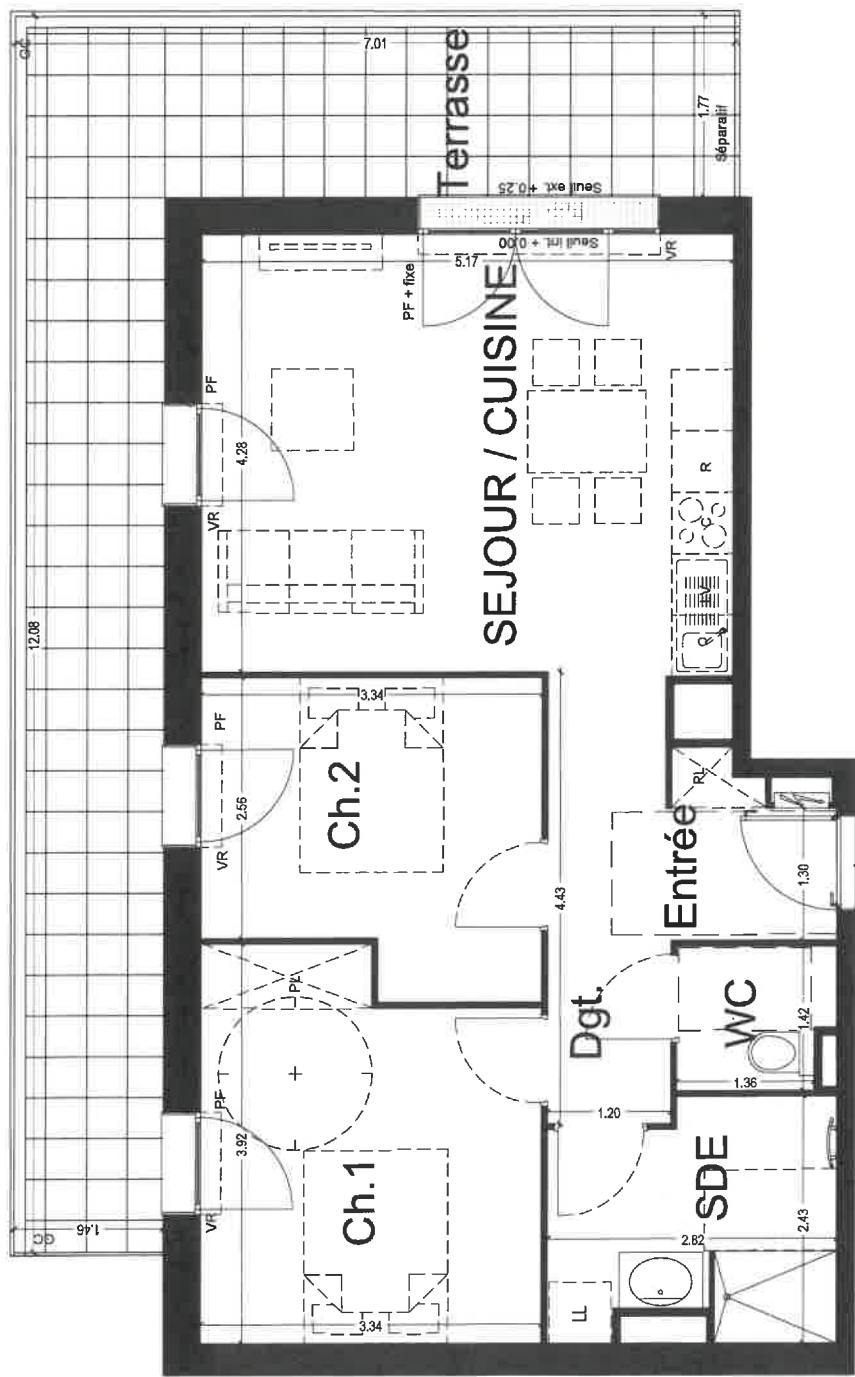 GC
7.01
Terrasse
1.77
Séparatif
12.08
Seuil ext. + 0.25
Seuil int. + 0.00
VR
PF + fixe
5.17
SEJOUR / CUISINE
PF
4.28
VR
R
C
LV
PF
3.34
2.56
VR
Ch.2
RL
Entrée
4.43
1.30
PL
Dgt.
WC
1.42
1.36
PF
3.92
VR
1.20
Ch.1
SDE
1.46
GC
3.34
2.82
2.43
LL